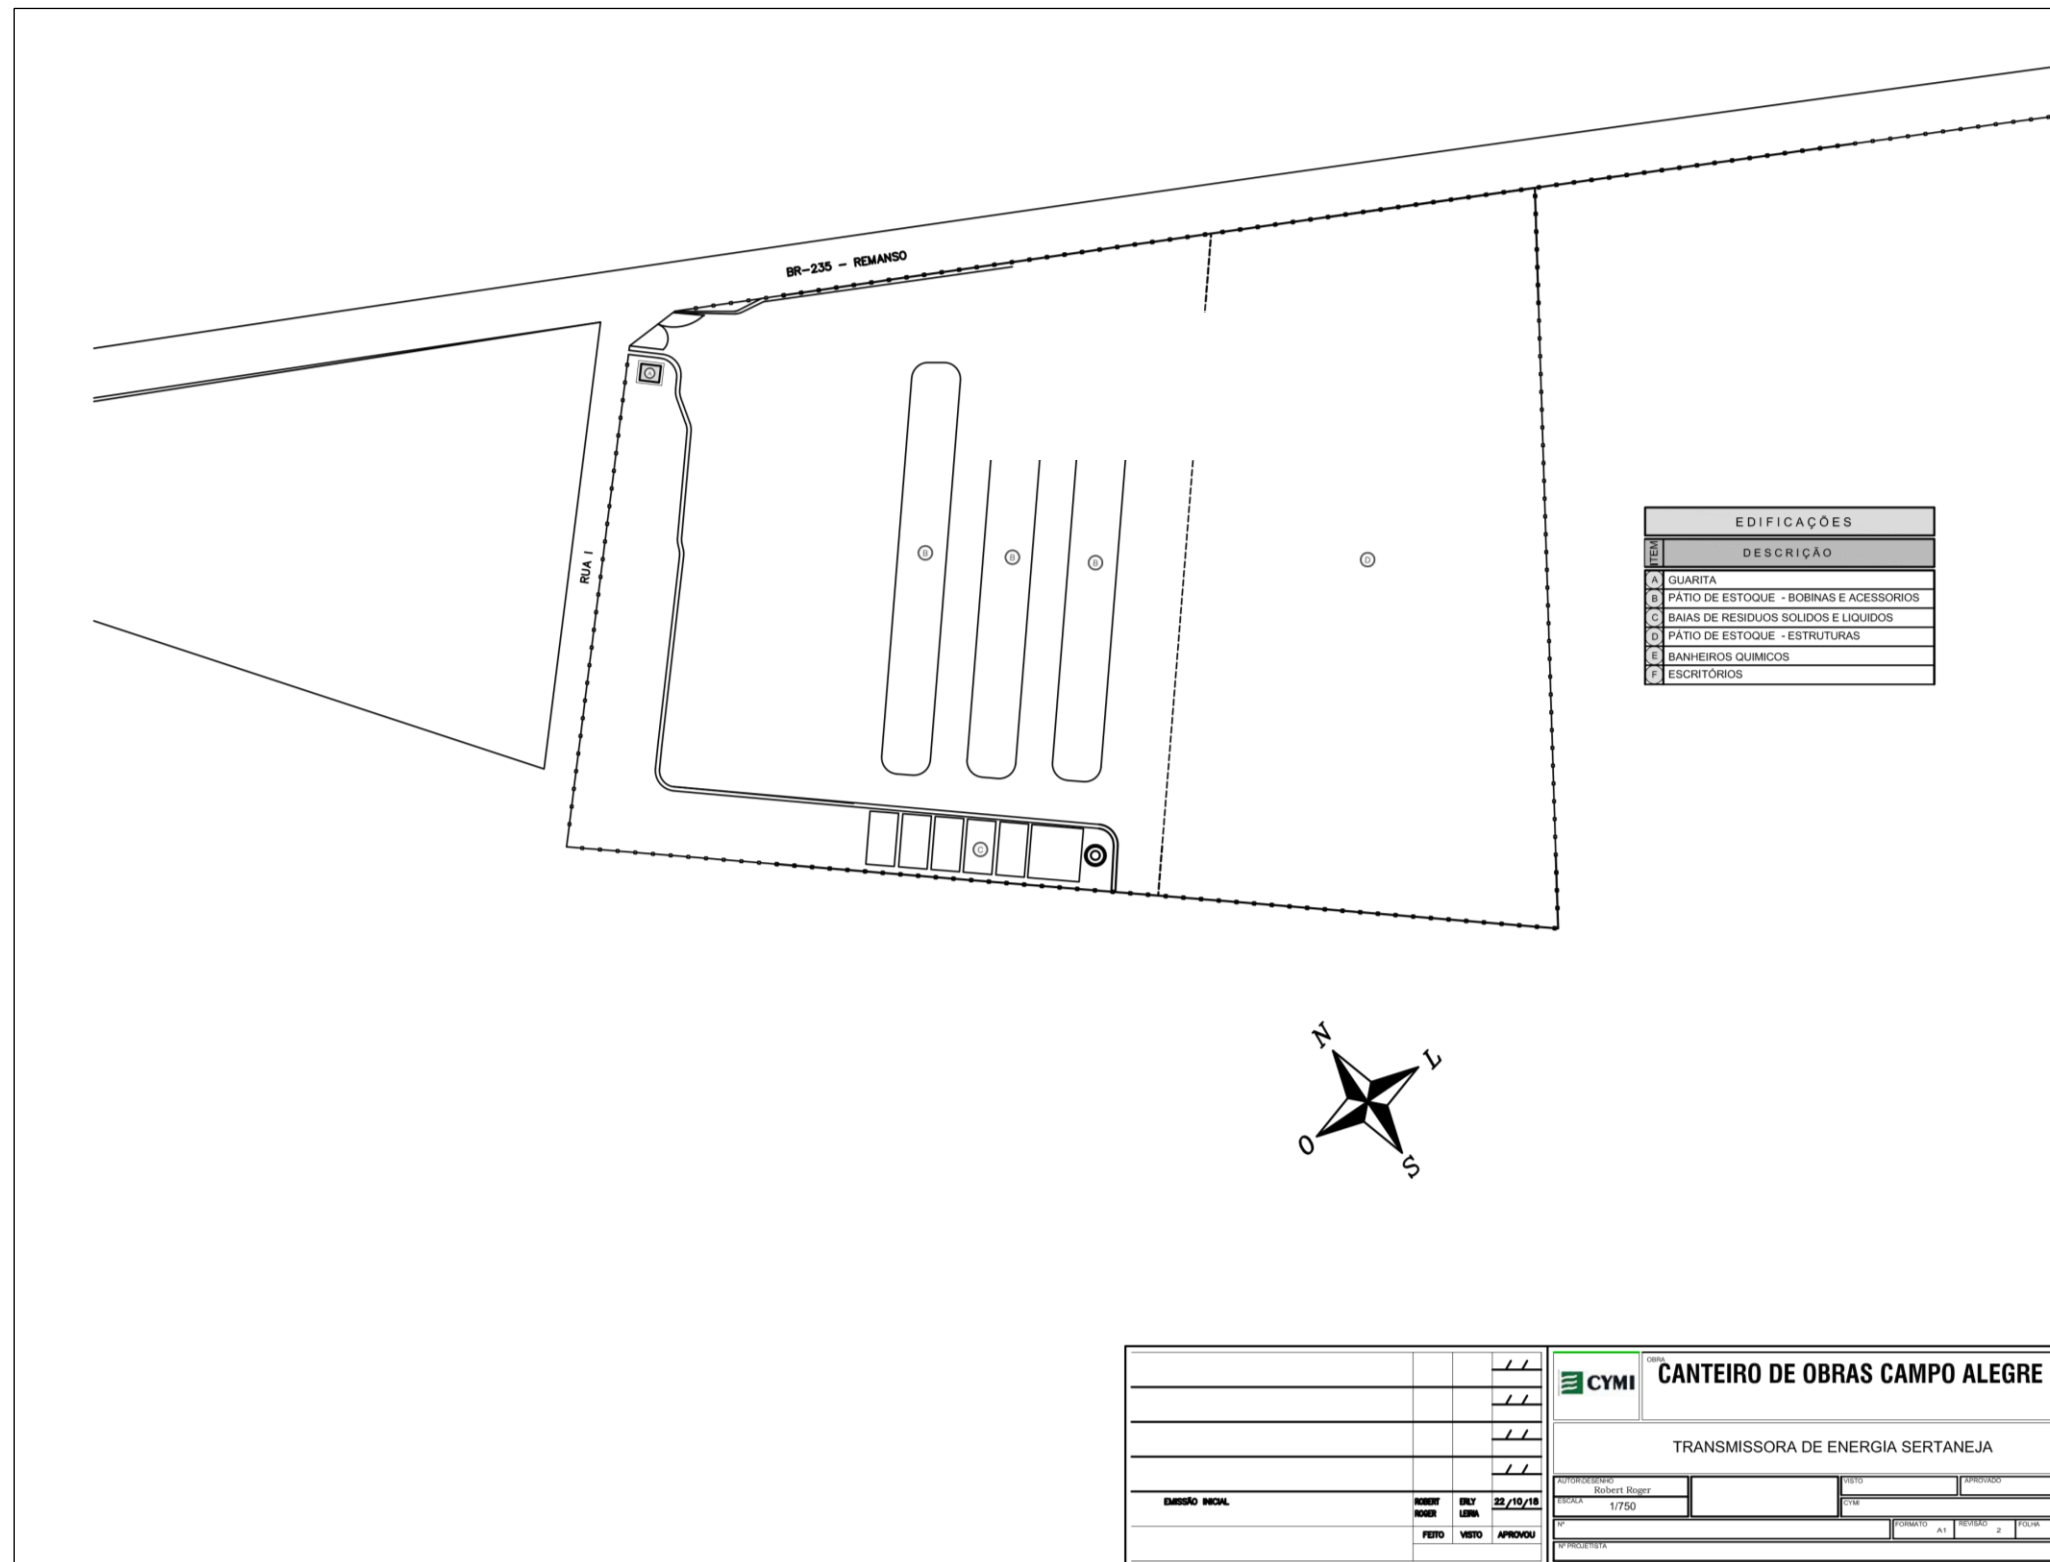 BR-235 - REMANSO
A
RUA I
B
B
B
D
C
EDIFICAÇÕES
ITEM DESCRIÇÃO
A GUARITA
B PÁTIO DE ESTOQUE - BOBINAS E ACESSORIOS
C BAIAS DE RESIDUOS SOLIDOS E LIQUIDOS
D PÁTIO DE ESTOQUE - ESTRUTURAS
E BANHEIROS QUIMICOS
F ESCRITÓRIOS
N
L
O
S
/ /
/ /
/ /
/ /
EMISSÃO INICIAL ROBERT ROGER ERLY LEIRIA 22/10/18
FEITO VISTO APROVOU
CYMI
OBRA
CANTEIRO DE OBRAS CAMPO ALEGRE
TRANSMISSORA DE ENERGIA SERTANEJA
AUTOR/DESENHO
Robert Roger
VISTO
APROVADO
ESCALA
1/750
CYMI
Nº
FORMATO A1
REVISÃO 2
FOLHA
Nº PROJETISTA